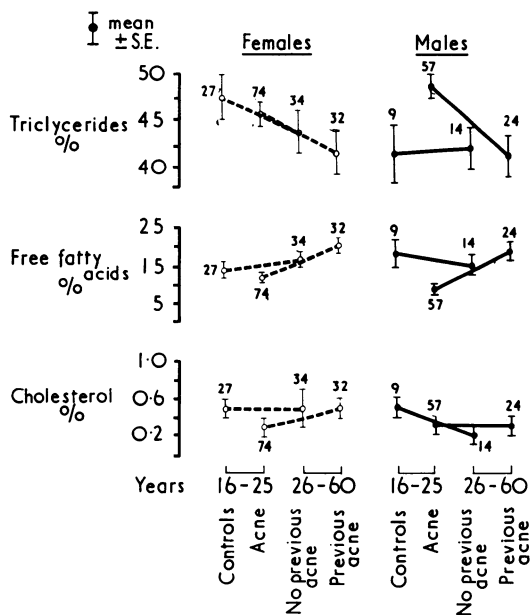 mean
± S.E.
Females
Males
50
45
40
Triclycerides
%
27
74
34
32
9
57
14
24
25
15
5
Free fatty
acids
%
27
74
34
32
9
57
14
24
1·0
0·6
0·2
Cholesterol
%
27
74
34
32
9
57
14
24
Years
16–25
26–60
16–25
26–60
Controls
Acne
No previous
acne
Previous
acne
Controls
Acne
No previous
acne
Previous
acne